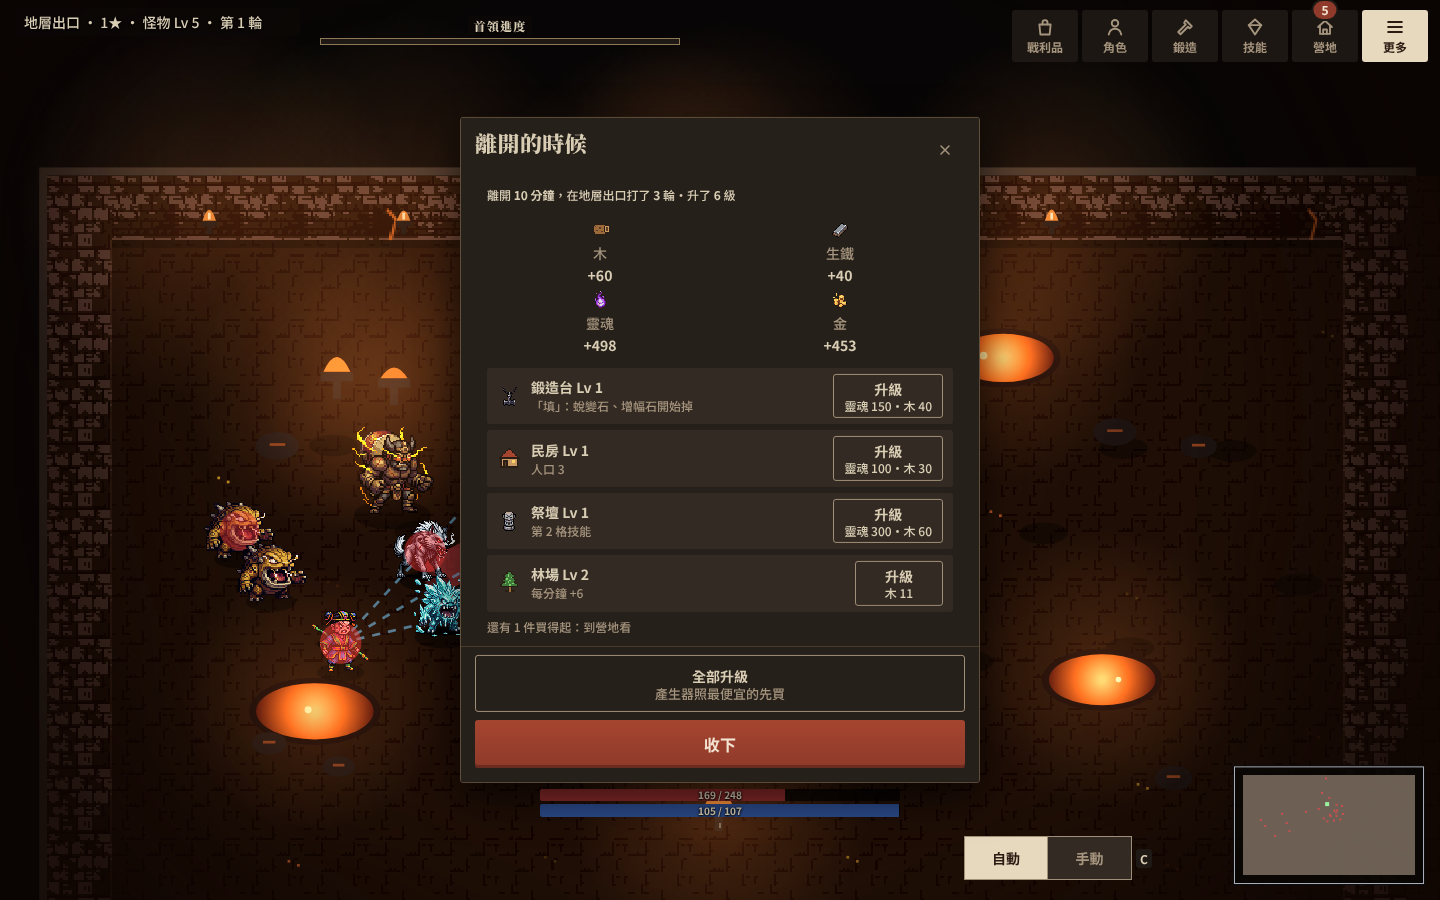 地層出口・1★・怪物 Lv 5・第 1 輪
首領進度
戰利品
角色
鍛造
技能
5
營地
更多
離開的時候
×
離開 10 分鐘，在地層出口打了 3 輪・升了 6 級
木
+60
生鐵
+40
靈魂
+498
金
+453
鍛造台 Lv 1
「填」：蛻變石、增幅石開始掉
升級
靈魂 150・木 40
民房 Lv 1
人口 3
升級
靈魂 100・木 30
祭壇 Lv 1
第 2 格技能
升級
靈魂 300・木 60
林場 Lv 2
每分鐘 +6
升級
木 11
還有 1 件買得起：到營地看
全部升級
產生器照最便宜的先買
收下
169 / 248
105 / 107
自動
手動
C